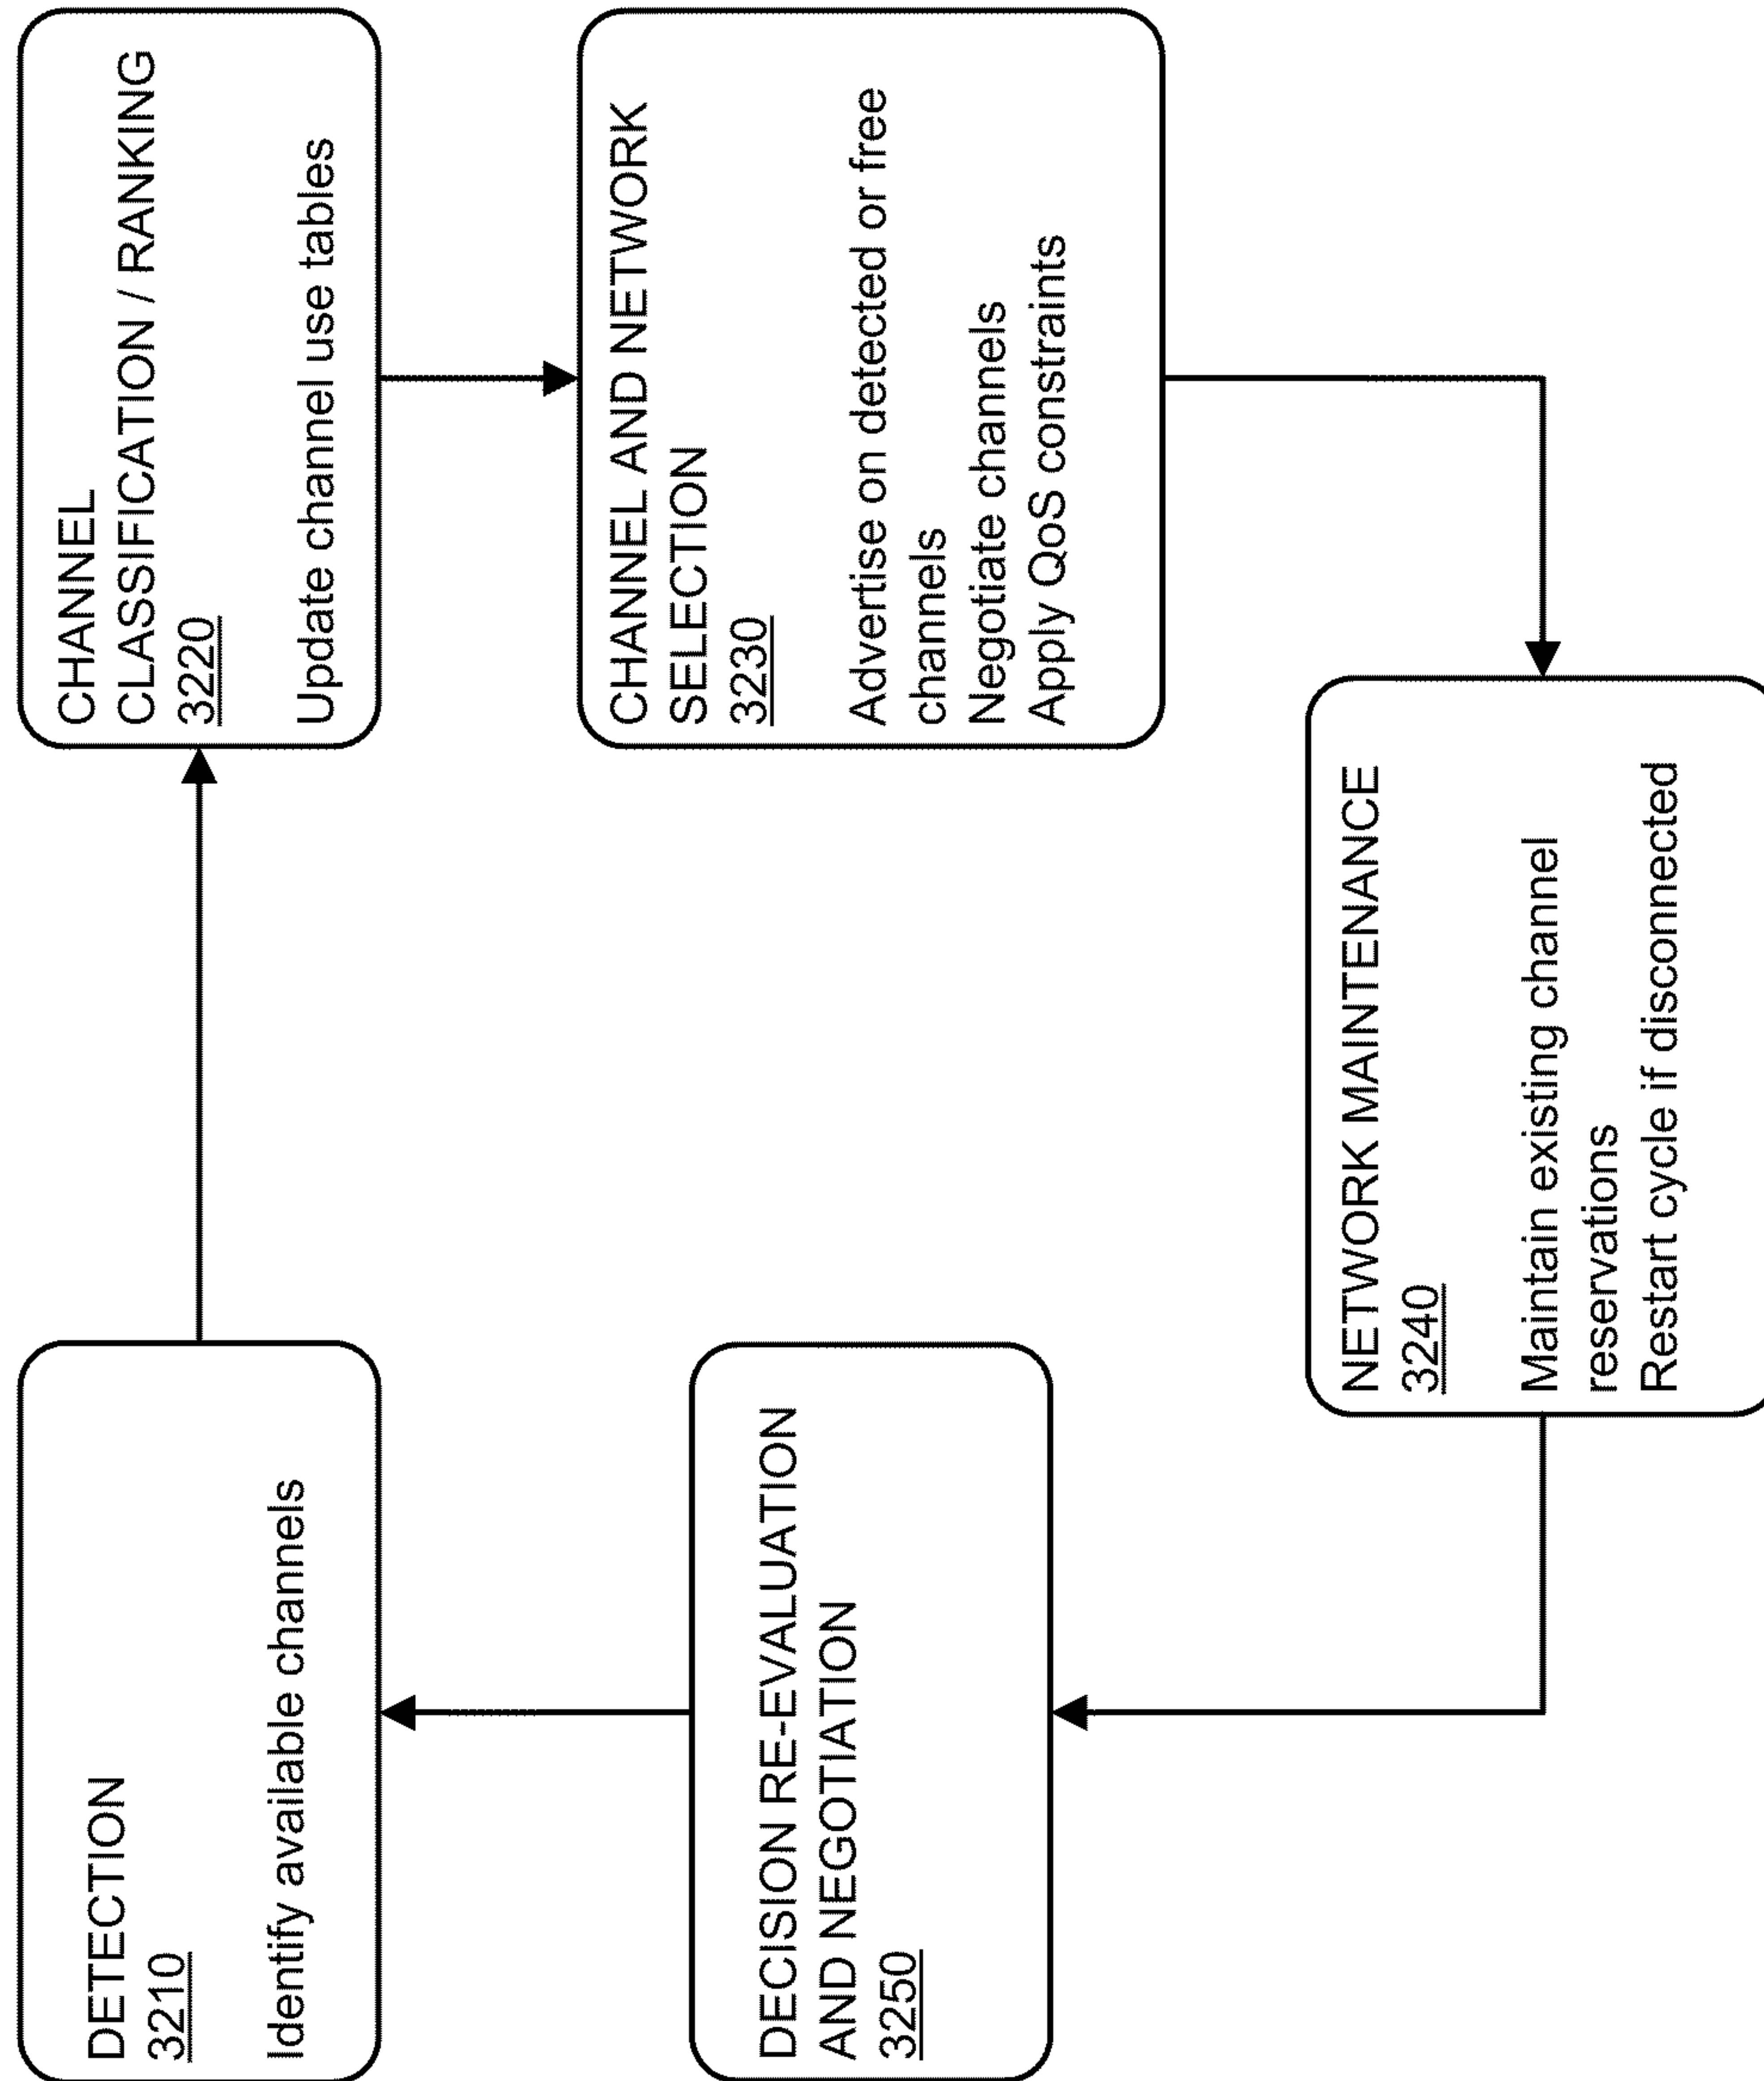 DETECTION
3210
Identify available channels
CHANNEL
CLASSIFICATION / RANKING
3220
Update channel use tables
CHANNEL AND NETWORK
SELECTION
3230
Advertise on detected or free
channels
Negotiate channels
Apply QoS constraints
NETWORK MAINTENANCE
3240
Maintain existing channel
reservations
Restart cycle if disconnected
DECISION RE-EVALUATION
AND NEGOTIATION
3250